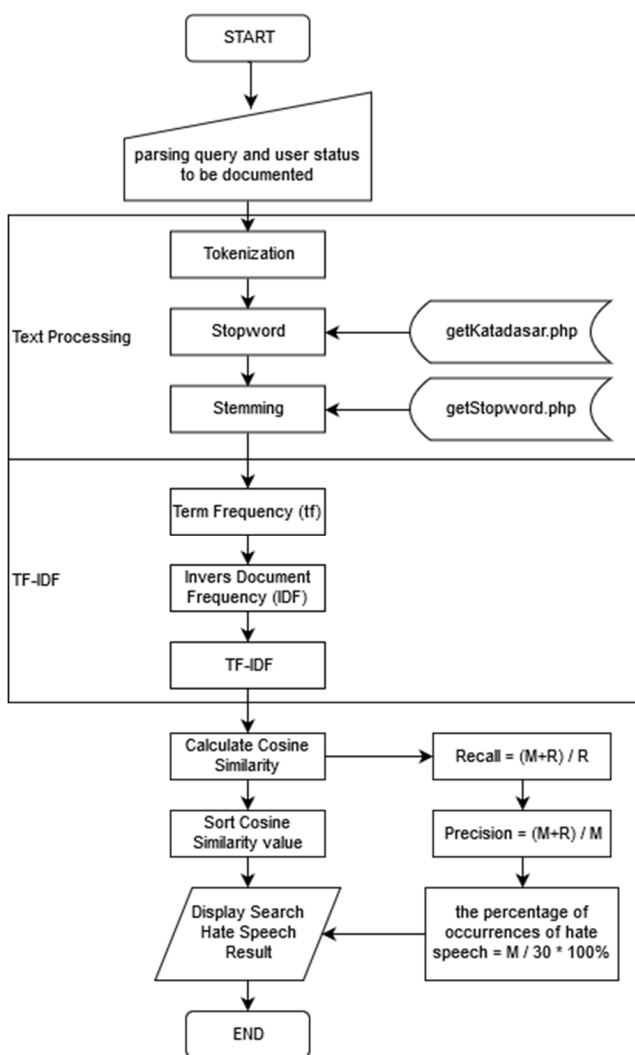 START
parsing query and user status
to be documented
Tokenization
Text Processing
Stopword
getKatadasar.php
Stemming
getStopword.php
Term Frequency (tf)
TF-IDF
Invers Document
Frequency (IDF)
TF-IDF
Calculate Cosine
Similarity
Recall = (M+R) / R
Sort Cosine
Similarity value
Precision = (M+R) / M
Display Search
Hate Speech
Result
the percentage of
occurrences of hate
speech = M / 30 * 100%
END